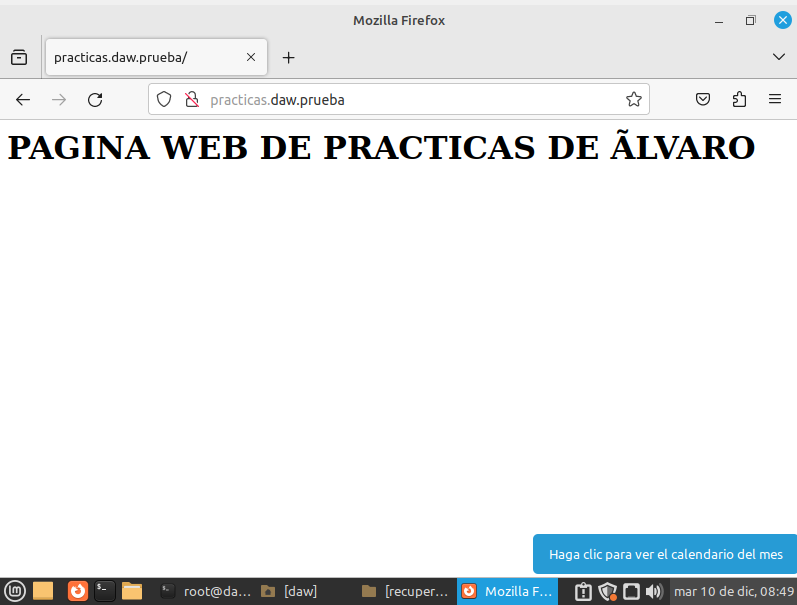 Mozilla Firefox
practicas.daw.prueba/
practicas.daw.prueba
PAGINA WEB DE PRACTICAS DE ÃLVARO
Haga clic para ver el calendario del mes
root@da... [daw] [recuper... Mozilla F... mar 10 de dic, 08:49